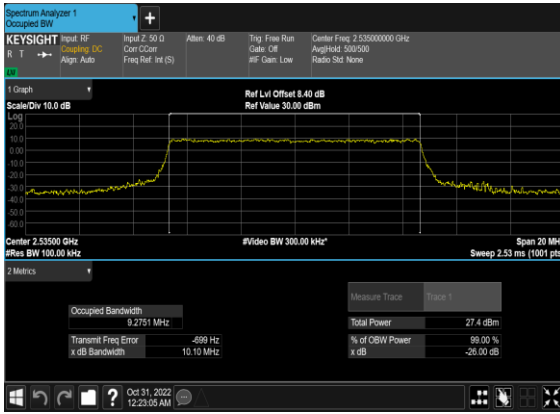 Spectrum Analyzer 1
Occupied BW
KEYSIGHT
R T
LVI
Input: RF
Coupling: DC
Align: Auto
Input Z: 50 Ω
Corr CCorr
Freq Ref: Int (S)
Atten: 40 dB
Trig: Free Run
Gate: Off
#IF Gain: Low
Center Freq: 2.535000000 GHz
Avg|Hold: 500/500
Radio Std: None
1 Graph
Scale/Div 10.0 dB
Ref Lvl Offset 8.40 dB
Ref Value 30.00 dBm
Log
20.0
10.0
0.00
-10.0
-20.0
-30.0
-40.0
-50.0
-60.0
Center 2.53500 GHz
#Res BW 100.00 kHz
#Video BW 300.00 kHz*
Span 20 MH
Sweep 2.53 ms (1001 pts
2 Metrics
Measure Trace
Trace 1
Occupied Bandwidth
9.2751 MHz
Total Power
27.4 dBm
Transmit Freq Error
-699 Hz
% of OBW Power
99.00 %
x dB Bandwidth
10.10 MHz
x dB
-26.00 dB
?
Oct 31, 2022
12:23:05 AM